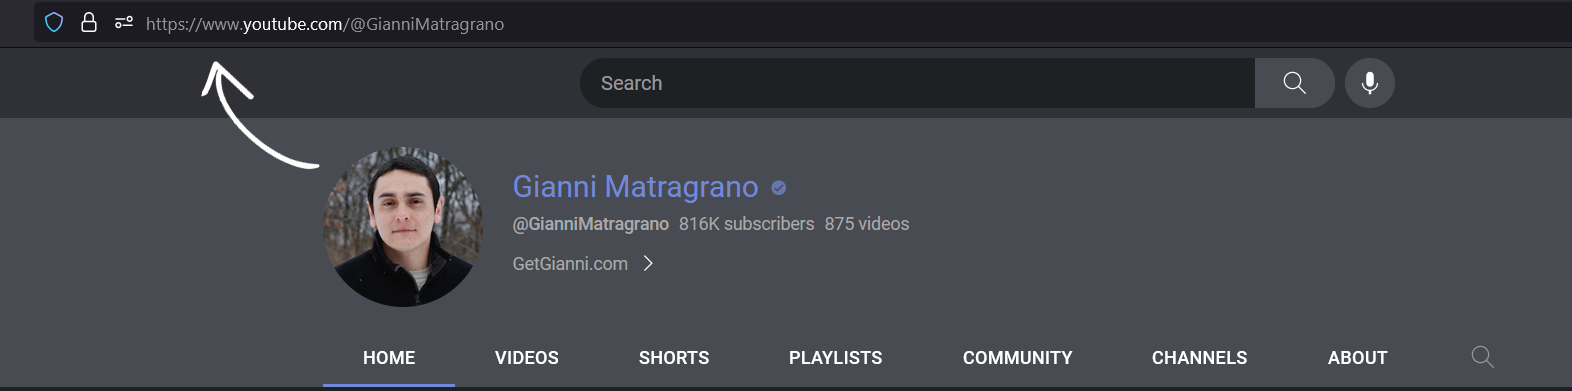 https://www.youtube.com/@GianniMatragrano
Search
Gianni Matragrano
@GianniMatragrano 816K subscribers 875 videos
GetGianni.com
HOME VIDEOS SHORTS PLAYLISTS COMMUNITY CHANNELS ABOUT